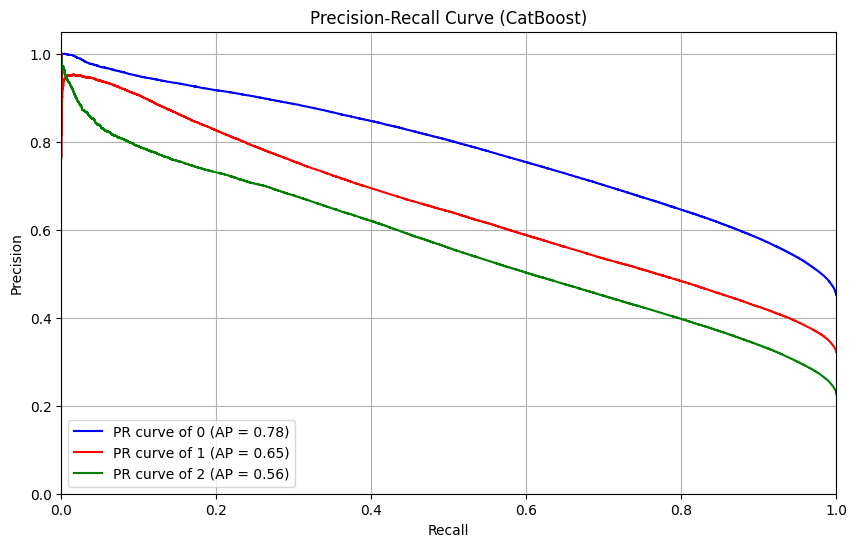 Precision-Recall Curve (CatBoost)
1.0
0.8
0.6
0.4
0.2
0.0
Precision
PR curve of 0 (AP = 0.78)
PR curve of 1 (AP = 0.65)
PR curve of 2 (AP = 0.56)
0.0 0.2 0.4 0.6 0.8 1.0
Recall